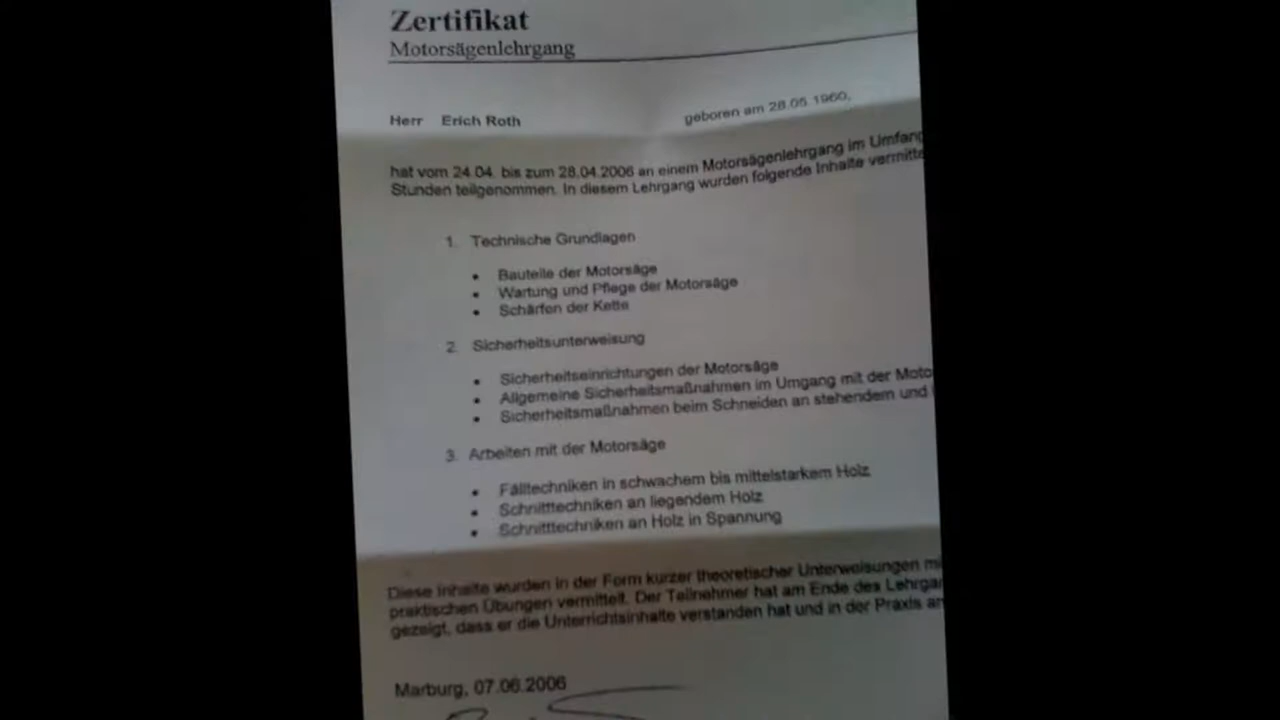 Zertifikat
Motorsägenlehrgang
Herr Erich Roth geboren am 28.05.1960,
hat vom 24.04. bis zum 28.04.2006 an einem Motorsägenlehrgang im Umfang
Stunden teilgenommen. In diesem Lehrgang wurden folgende Inhalte vermitte
1. Technische Grundlagen
• Bauteile der Motorsäge
• Wartung und Pflege der Motorsäge
• Schärfen der Kette
2. Sicherheitsunterweisung
• Sicherheitseinrichtungen der Motorsäge
• Allgemeine Sicherheitsmaßnahmen im Umgang mit der Moto
• Sicherheitsmaßnahmen beim Schneiden an stehendem und
3. Arbeiten mit der Motorsäge
• Fälltechniken in schwachem bis mittelstarkem Holz
• Schnitttechniken an liegendem Holz
• Schnitttechniken an Holz in Spannung
Diese Inhalte wurden in der Form kurzer theoretischer Unterweisungen mi
praktischen Übungen vermittelt. Der Teilnehmer hat am Ende des Lehrgan
gezeigt, dass er die Unterrichtsinhalte verstanden hat und in der Praxis an
Marburg, 07.06.2006